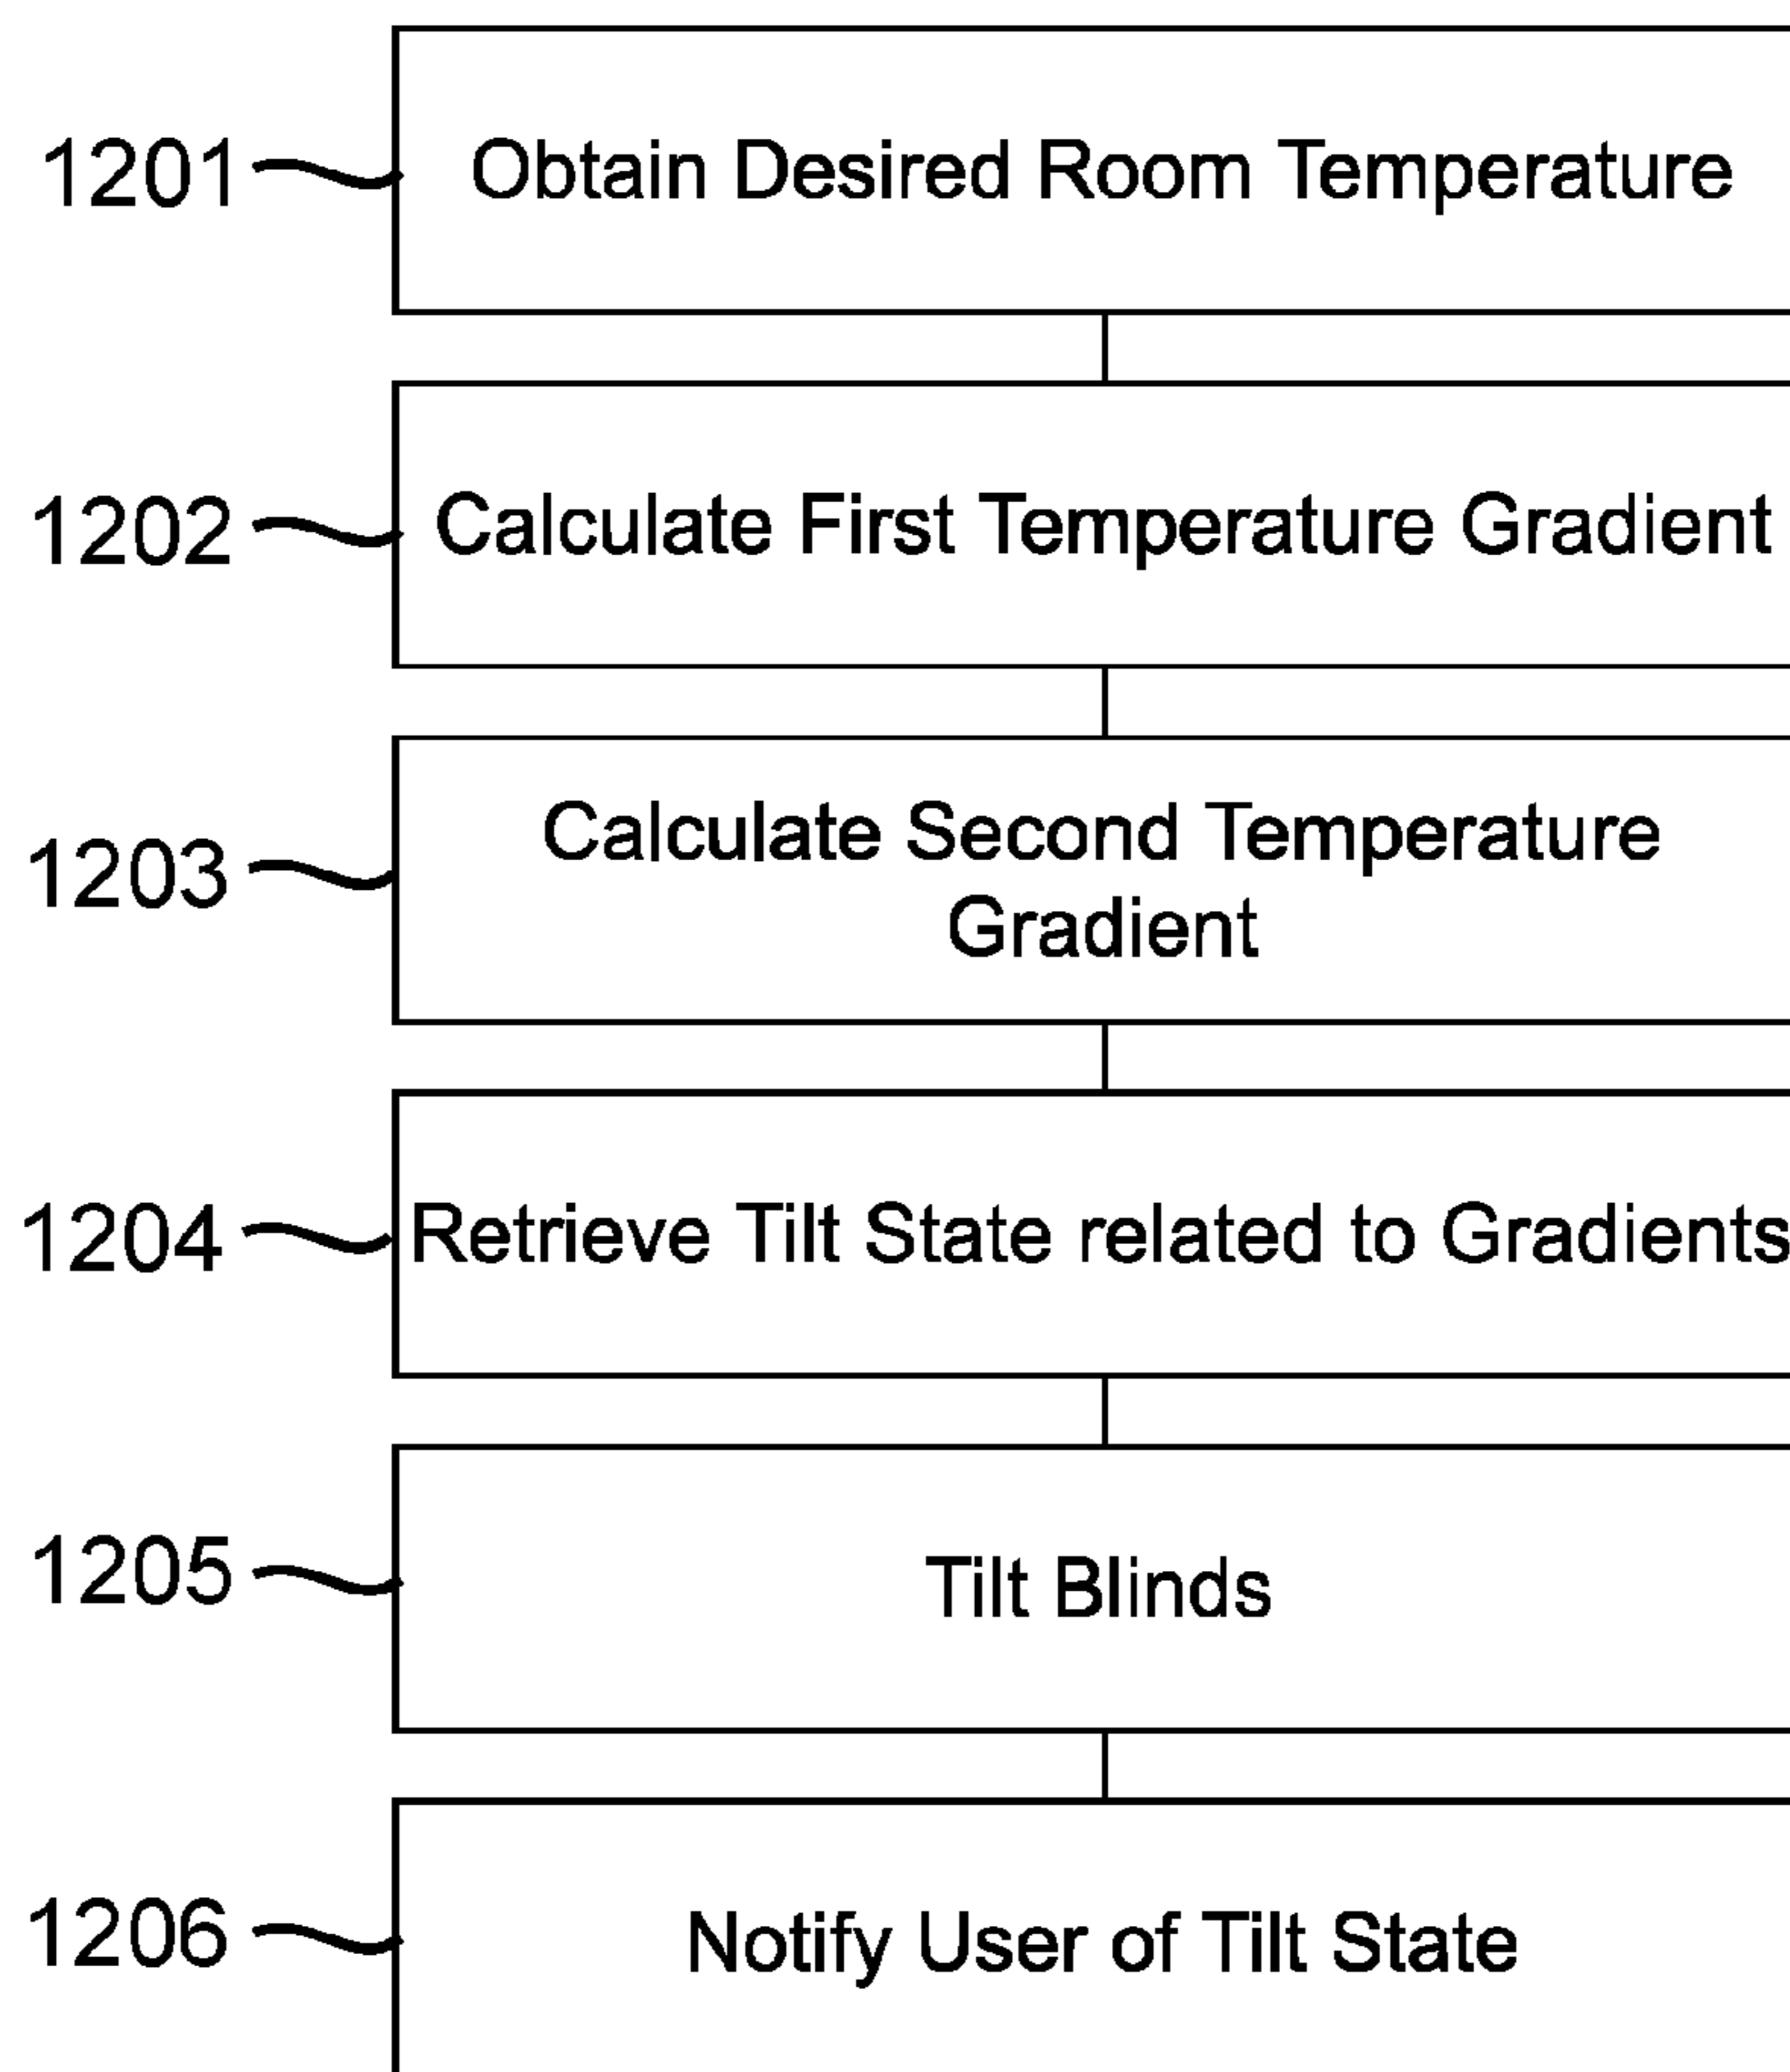 1201 Obtain Desired Room Temperature
1202 Calculate First Temperature Gradient
1203 Calculate Second Temperature
Gradient
1204 Retrieve Tilt State related to Gradients
1205 Tilt Blinds
1206 Notify User of Tilt State